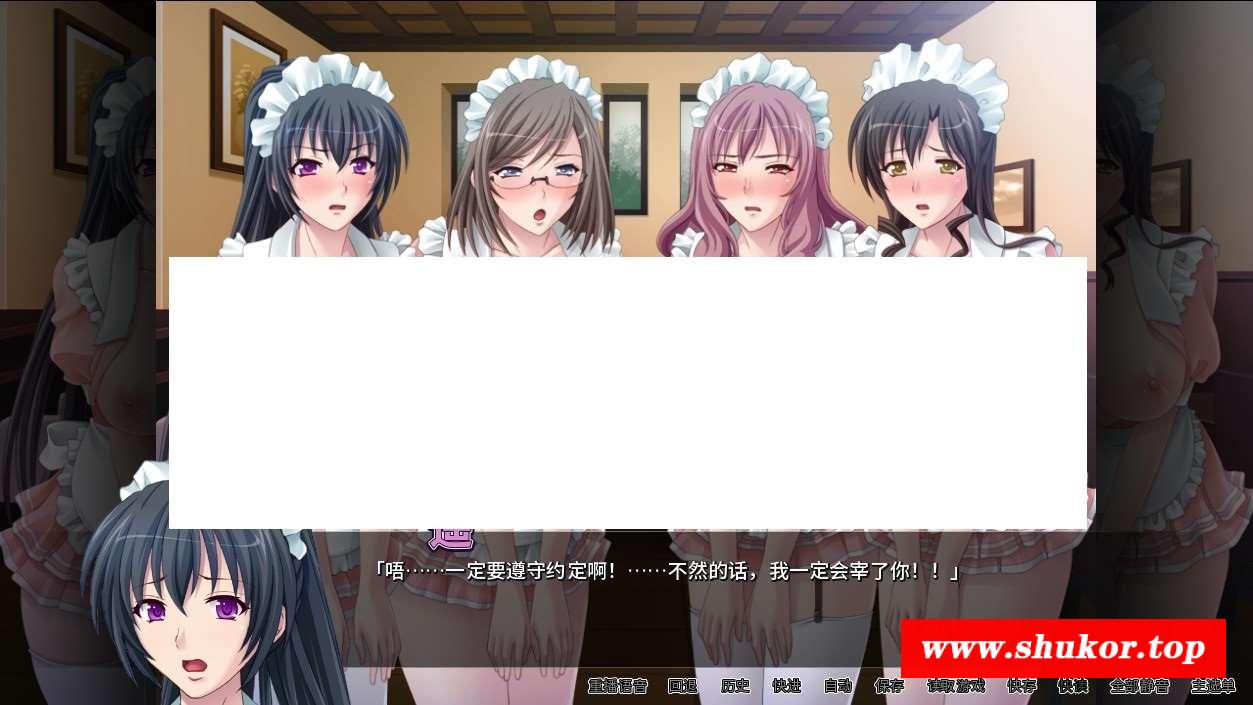 「唔……一定要遵守约定啊！……不然的话，我一定会宰了你！！」
www.shukor.top
重播语音 回退 历史 快进 自动 保存 读取游戏 快存 快读 全部静音 主选单